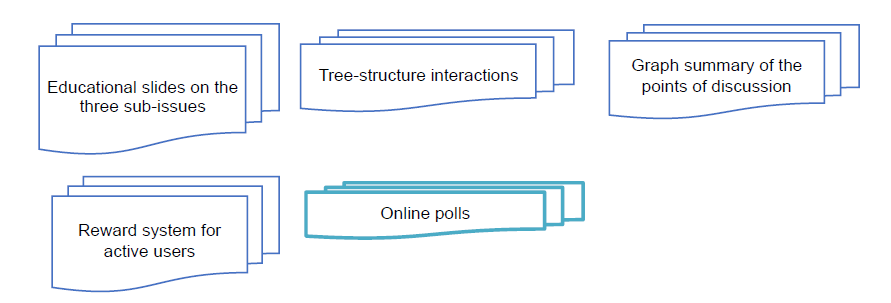 Educational slides on the
three sub-issues
Tree-structure interactions
Graph summary of the
points of discussion
Reward system for
active users
Online polls